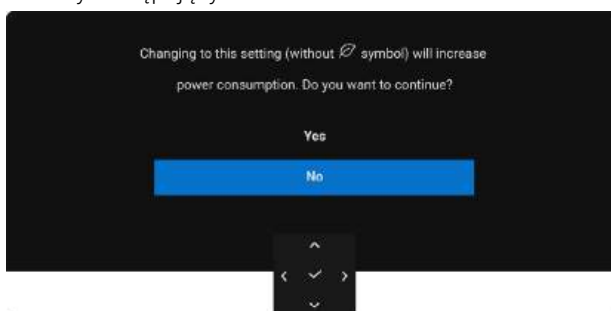 Changing to this setting (without symbol) will increase
power consumption. Do you want to continue?
Yes
No